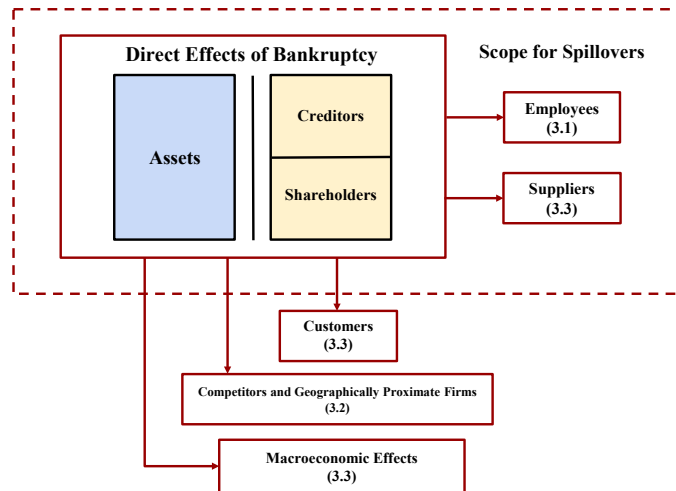 Direct Effects of Bankruptcy
Scope for Spillovers
Assets
Creditors
Shareholders
Employees
(3.1)
Suppliers
(3.3)
Customers
(3.3)
Competitors and Geographically Proximate Firms
(3.2)
Macroeconomic Effects
(3.3)